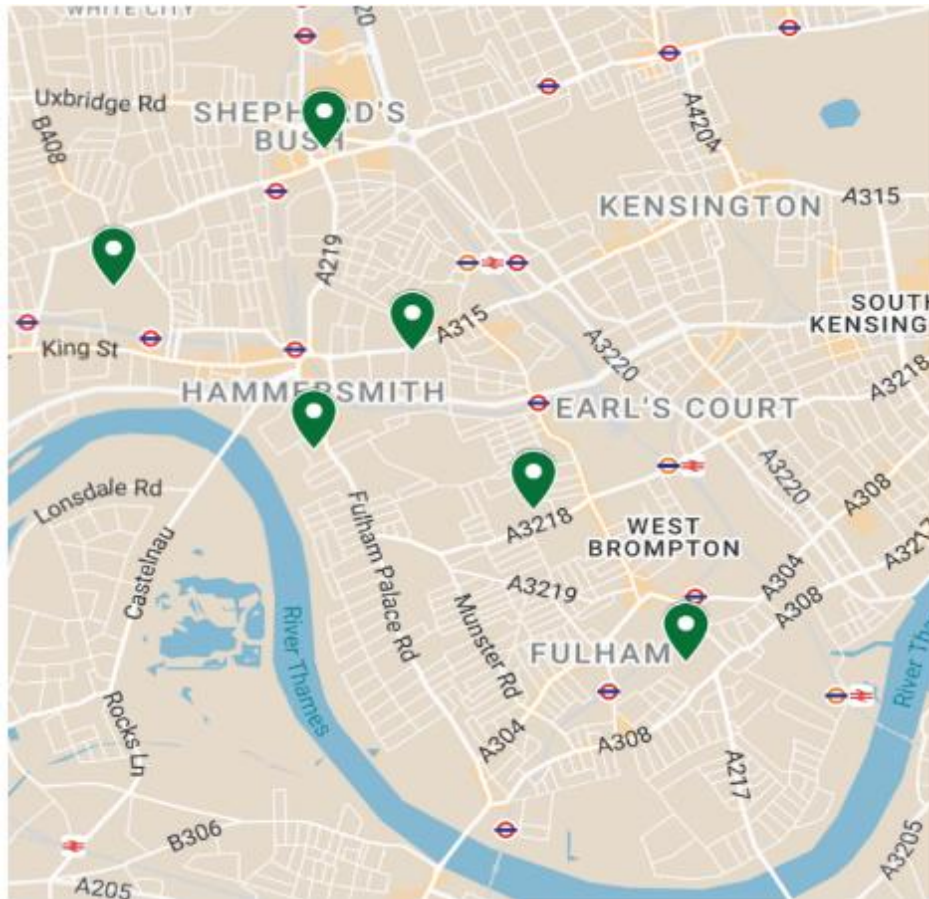 WHITE CITY
Uxbridge Rd
B408
SHEPHERD'S
BUSH
A4204
KENSINGTON
A315
A219
SOUTH
KENSING
A315
King St
A3220
A3218
HAMMERSMITH
EARL'S COURT
A3220
Lonsdale Rd
A308
Castelnau
Fulham Palace Rd
A3218
WEST
BROMPTON
A3217
A3219
A304
A308
Munster Rd
River Thames
FULHAM
River Tha
Rocks Ln
A304
A308
A217
B306
A3205
A205